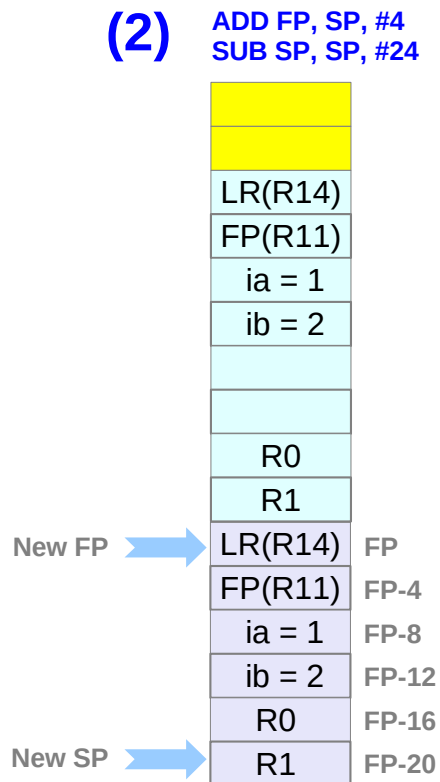 (2) ADD FP, SP, #4
SUB SP, SP, #24
LR(R14)
FP(R11)
ia = 1
ib = 2
R0
R1
New FP LR(R14) FP
FP(R11) FP-4
ia = 1 FP-8
ib = 2 FP-12
R0 FP-16
New SP R1 FP-20